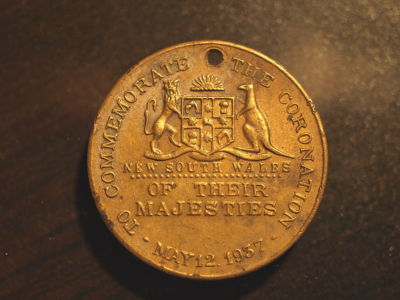 TO COMMEMORATE THE CORONATION
NEW SOUTH WALES
OF THEIR
MAJESTIES
· MAY 12. 1937 ·